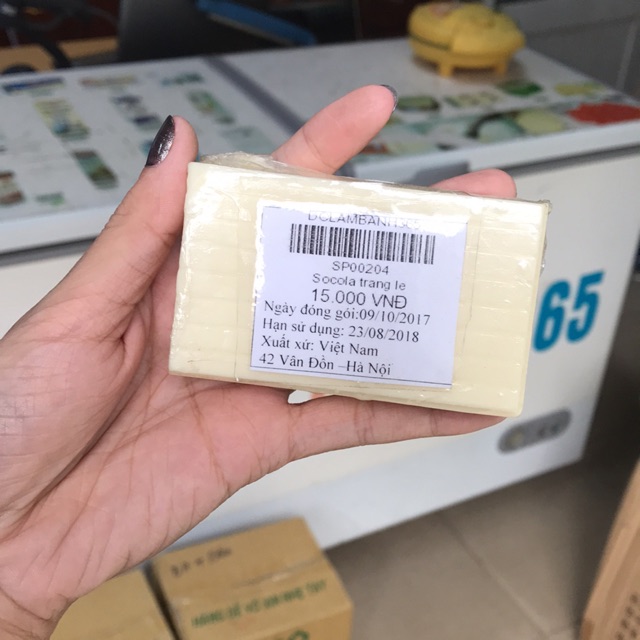 SP00204
Socola trang le
15.000 VNĐ
Ngày đóng gói:09/10/2017
Hạn sử dụng: 23/08/2018
Xuất xứ: Việt Nam
42 Vân Đồn –Hà Nội
65